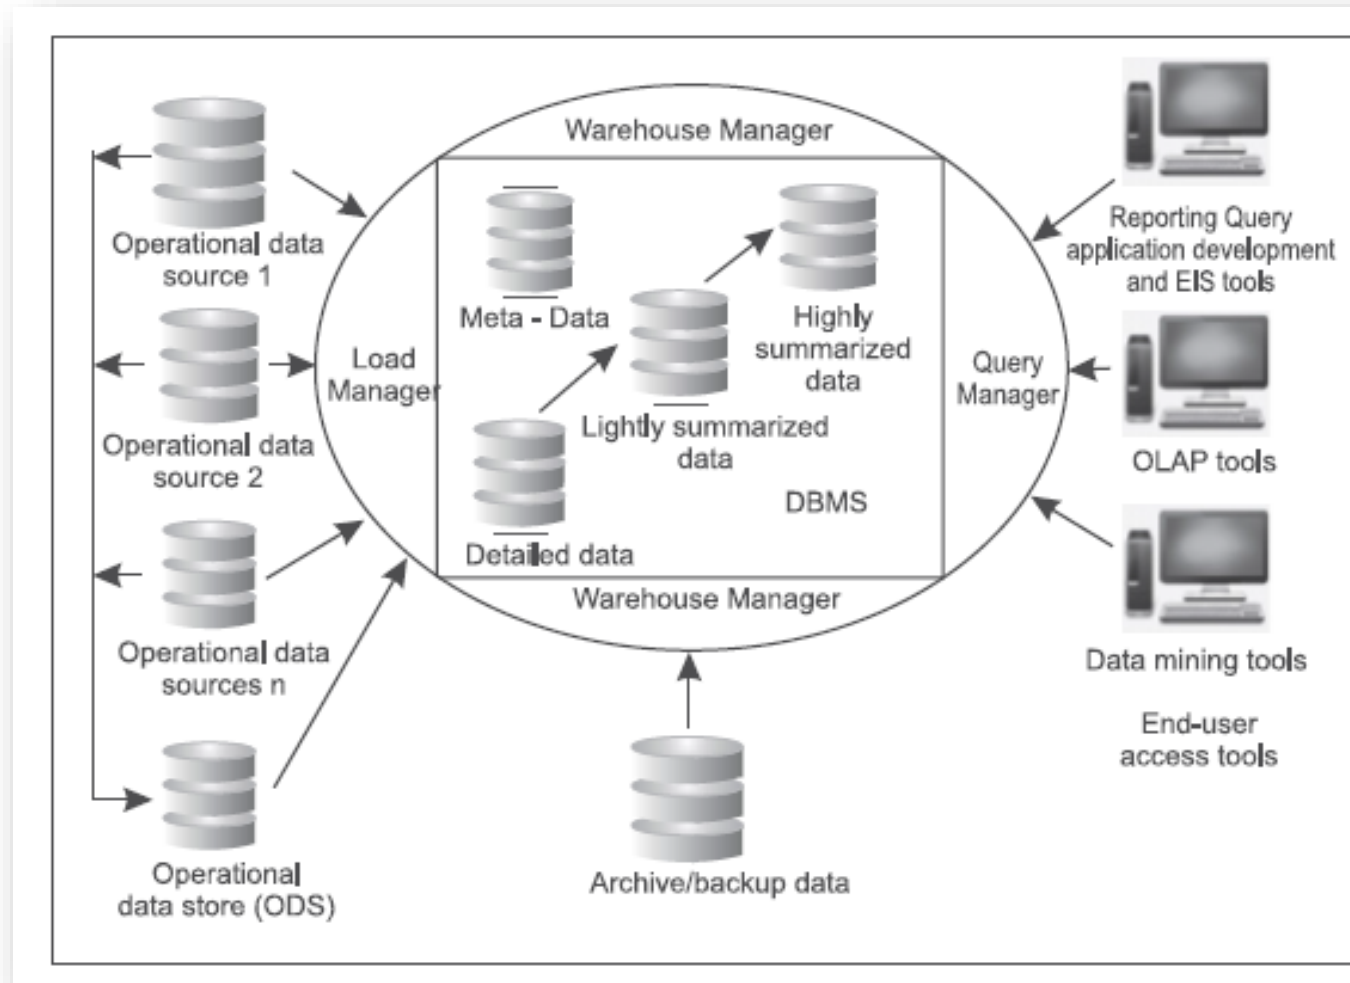 Warehouse Manager
Operational data
source 1
Operational data
source 2
Operational data
sources n
Operational
data store (ODS)
Load
Manager
Meta - Data
Highly
summarized
data
Lightly summarized
data
DBMS
Detailed data
Warehouse Manager
Archive/backup data
Query
Manager
Reporting Query
application development
and EIS tools
OLAP tools
Data mining tools
End-user
access tools